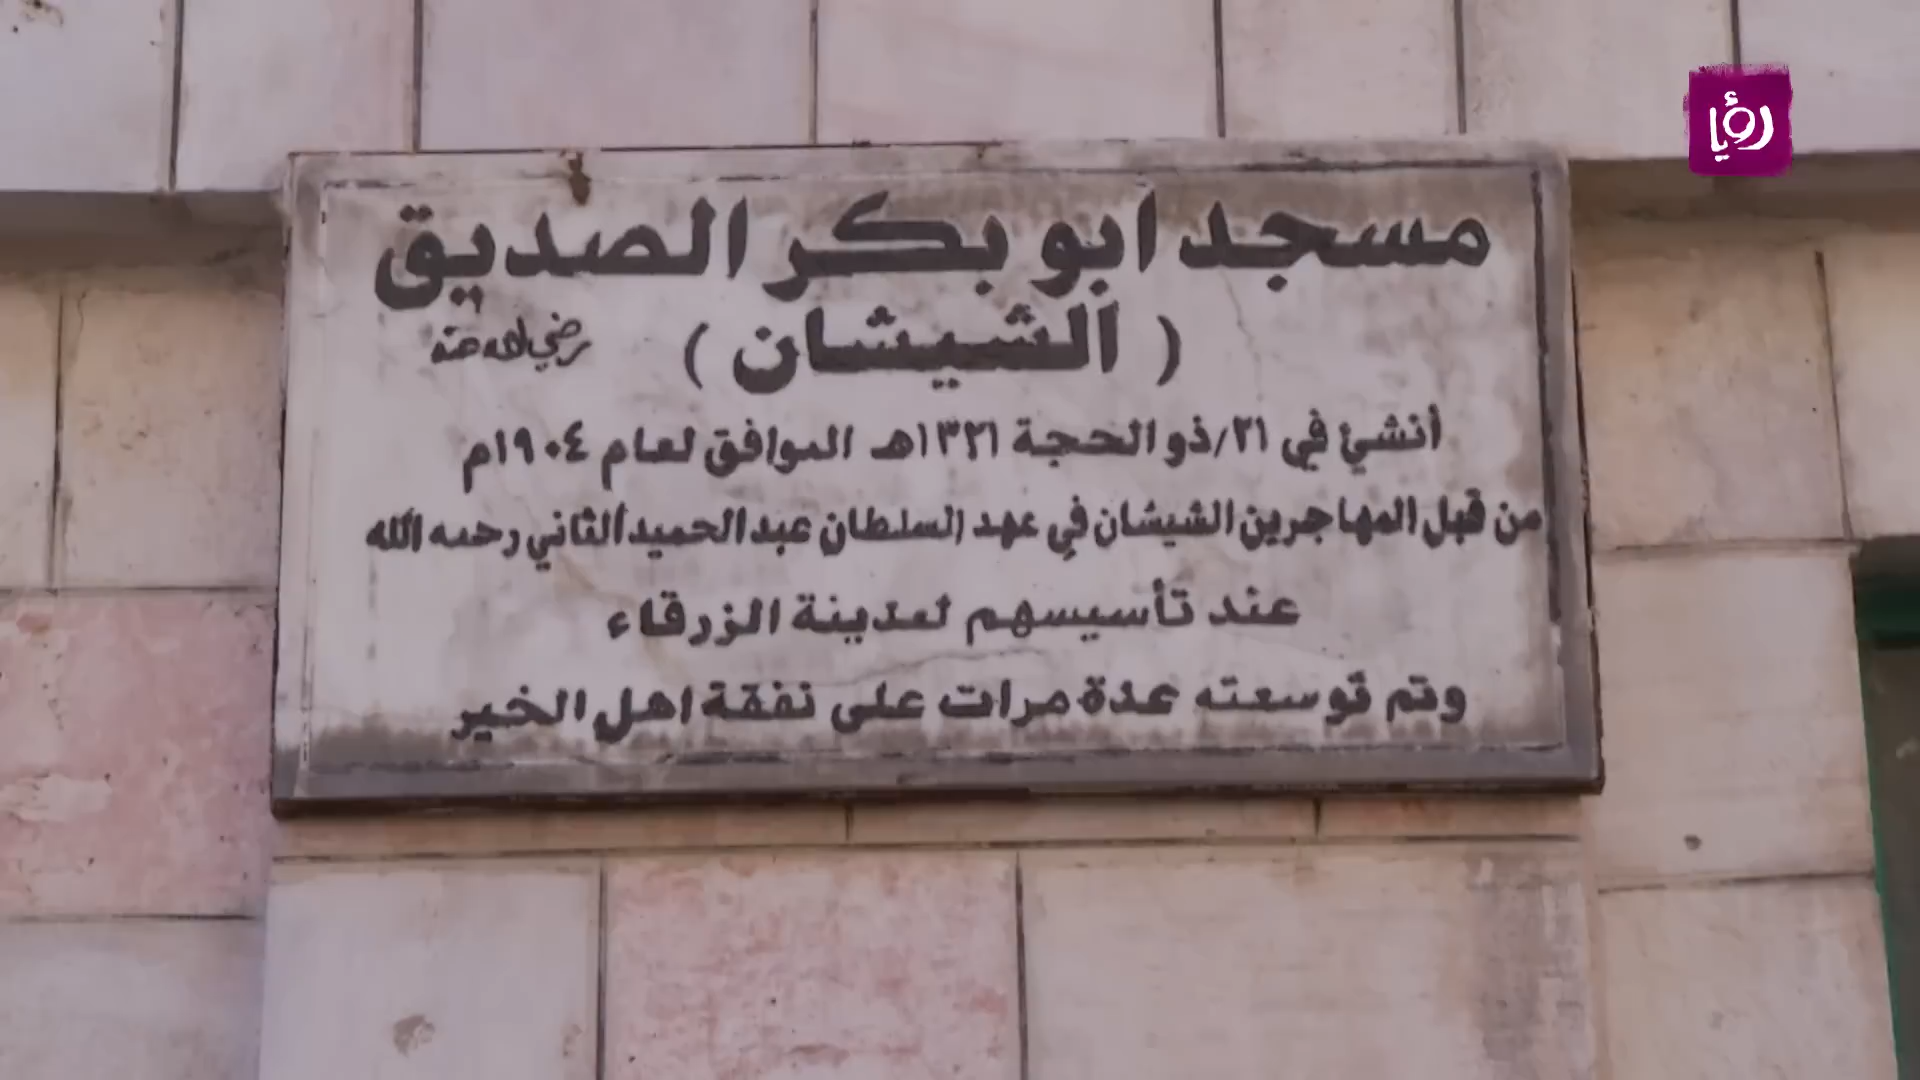 رؤيا
مسجد ابو بكر الصديق
( الشيشان )
رضي الله عنه
أنشئ في ٢١/ذو الحجة ١٣٢١هـ الموافق لعام ١٩٠٤م
من قبل المهاجرين الشيشان في عهد السلطان عبد الحميد الثاني رحمه الله
عند تأسيسهم لمدينة الزرقاء
وتم توسعته عدة مرات على نفقة اهل الخير